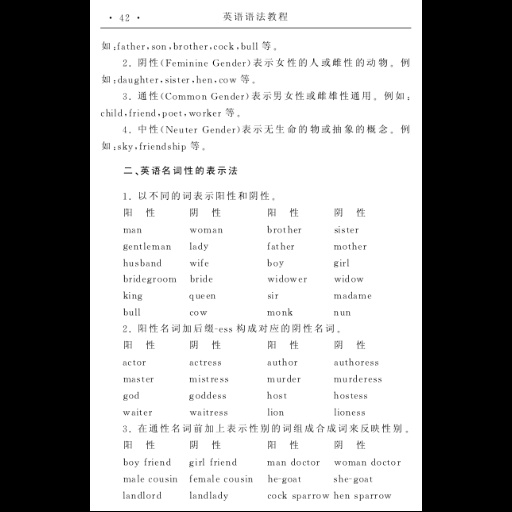 · 42 · 英语语法教程
如:father,son,brother,cock,bull 等。
2. 阴性(Feminine Gender)表示女性的人或雌性的动物。例
如:daughter,sister,hen,cow 等。
3. 通性(Common Gender)表示男女性或雌雄性通用。例如:
child,friend,poet,worker 等。
4. 中性(Neuter Gender)表示无生命的物或抽象的概念。例
如:sky,friendship 等。
二、英语名词性的表示法
1. 以不同的词表示阳性和阴性。
阳 性 阴 性 阳 性 阴 性
man woman brother sister
gentleman lady father mother
husband wife boy girl
bridegroom bride widower widow
king queen sir madame
bull cow monk nun
2. 阳性名词加后缀-ess 构成对应的阴性名词。
阳 性 阴 性 阳 性 阴 性
actor actress author authoress
master mistress murder murderess
god goddess host hostess
waiter waitress lion lioness
3. 在通性名词前加上表示性别的词组成合成词来反映性别。
阳 性 阴 性 阳 性 阴 性
boy friend girl friend man doctor woman doctor
male cousin female cousin he-goat she-goat
landlord landlady cock sparrow hen sparrow